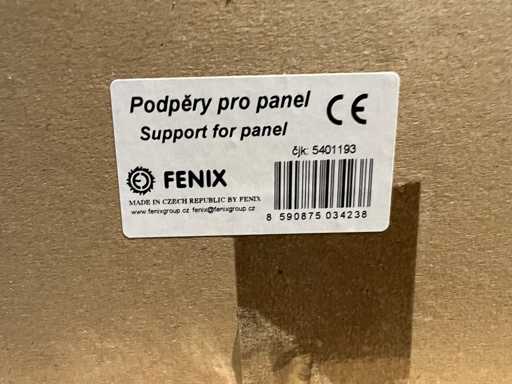 Podpěry pro panel
CE
Support for panel
čjk: 5401193
FENIX
MADE IN CZECH REPUBLIC BY FENIX
www.fenixgroup.cz fenix@fenixgroup.cz
8 590875 034238